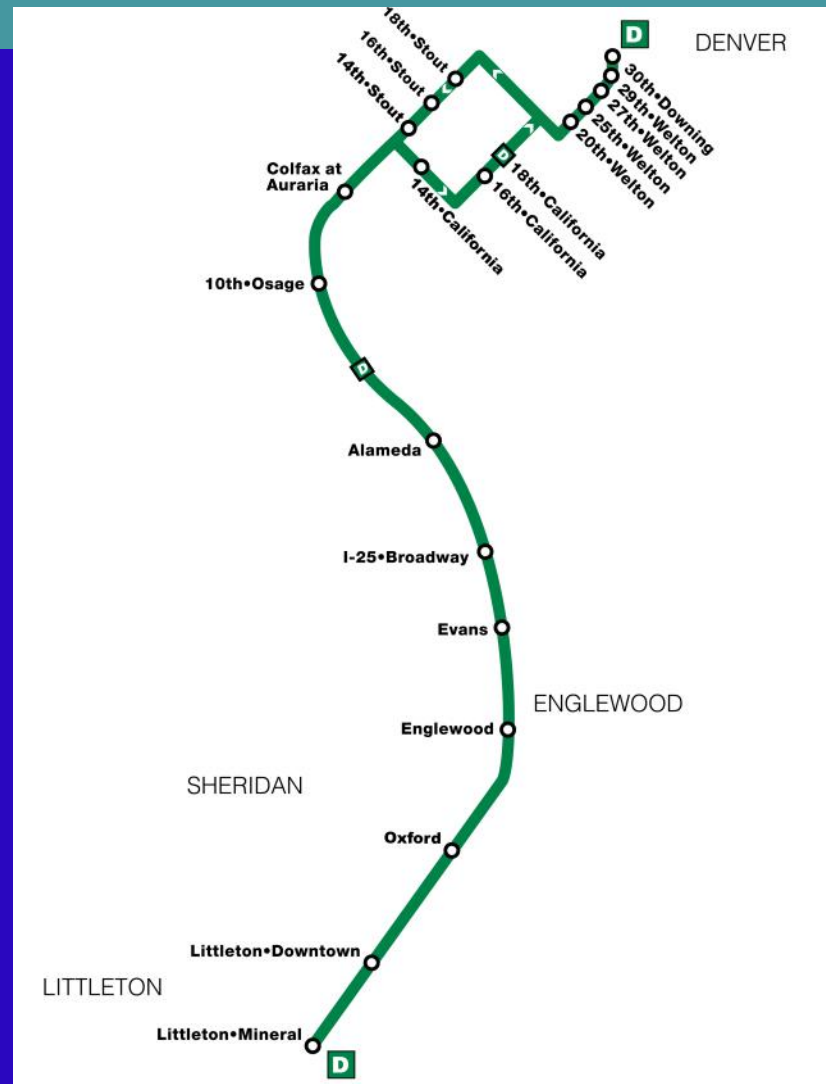 D
DENVER
18th•Stout
16th•Stout
14th•Stout
30th•Downing
29th•Welton
27th•Welton
25th•Welton
20th•Welton
D
18th•California
16th•California
14th•California
Colfax at
Auraria
10th•Osage
D
Alameda
I-25•Broadway
Evans
ENGLEWOOD
Englewood
SHERIDAN
Oxford
Littleton•Downtown
LITTLETON
Littleton•Mineral
D